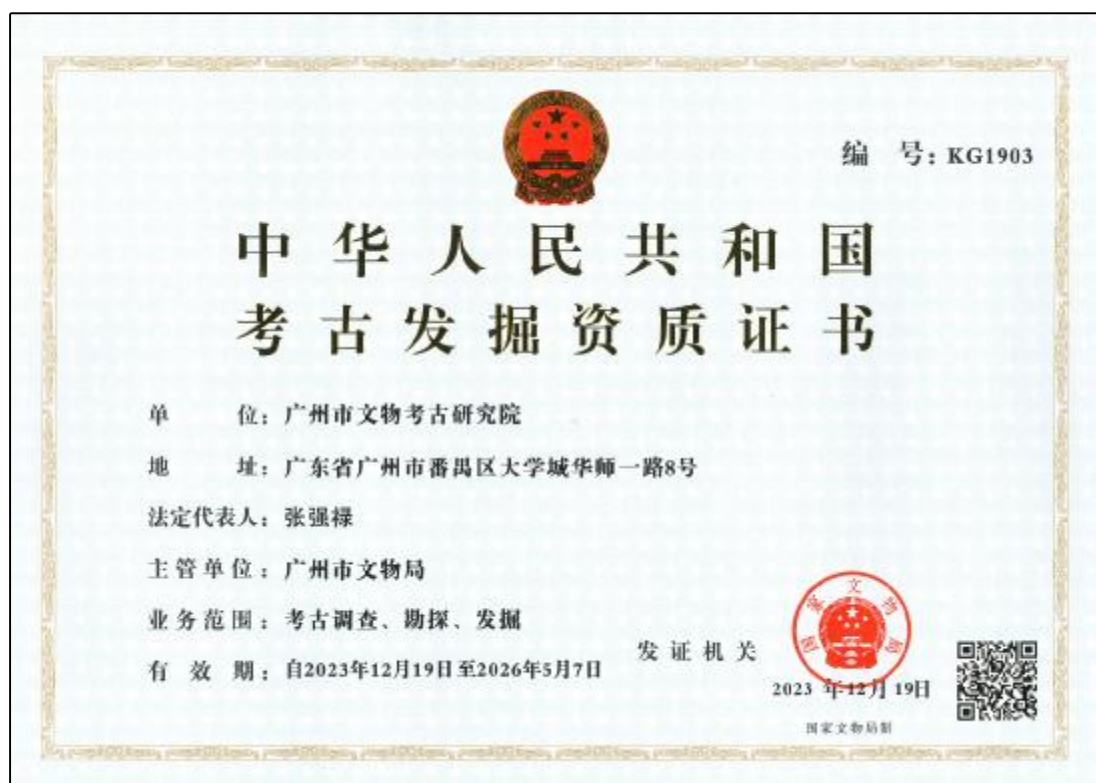 编 号: KG1903
中华人民共和国
考古发掘资质证书
单 位: 广州市文物考古研究院
地 址: 广东省广州市番禺区大学城华师一路8号
法定代表人: 张强禄
主管单位: 广州市文物局
业务范围: 考古调查、勘探、发掘
有 效 期: 自2023年12月19日至2026年5月7日
发证机关
国家文物局
2023 年12月 19日
国家文物局制